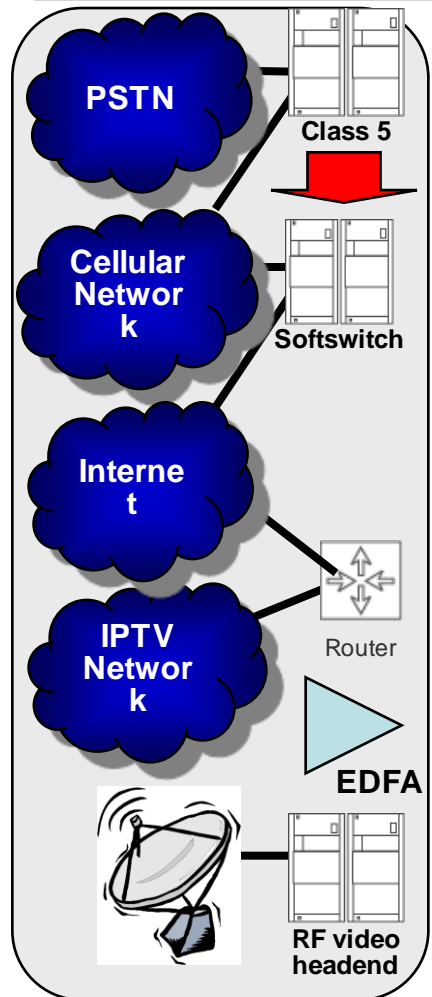 PSTN
Class 5
Cellular
Networ
k
Softswitch
Interne
t
Router
IPTV
Networ
k
EDFA
RF video
headend